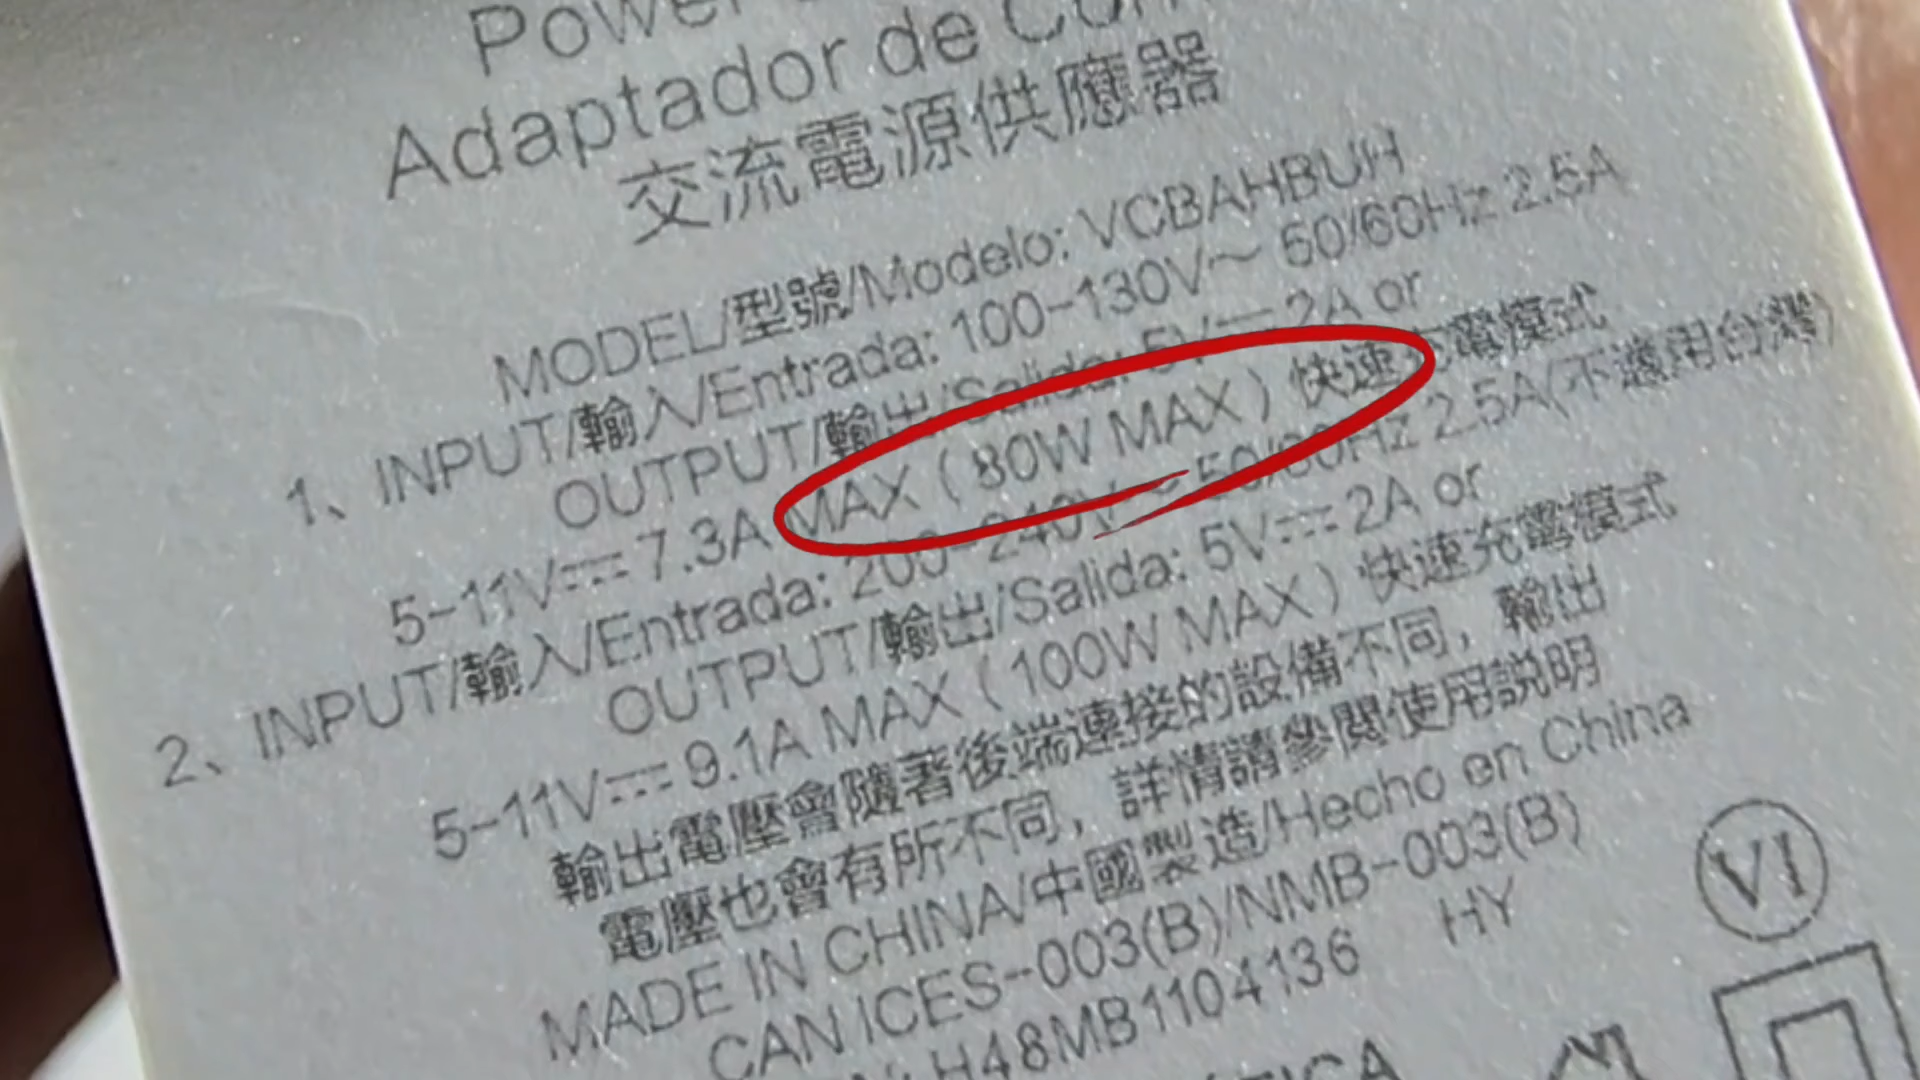 Power
Adaptador de
交流電源供應器
MODEL/型號/Modelo: VCBAHBUH
1、INPUT/輸入/Entrada: 100-130V～ 50/60Hz 2.5A
OUTPUT/輸出/Salida: 5V⎓2A or
5-11V⎓7.3A MAX (80W MAX) 快速充電模式
2、INPUT/輸入/Entrada: 200-240V～50/60Hz 2.5A(不適用台灣)
OUTPUT/輸出/Salida: 5V⎓2A or
5-11V⎓9.1A MAX (100W MAX) 快速充電模式
輸出電壓會隨著後端連接的設備不同，輸出
電壓也會有所不同，詳情請參閱使用說明
MADE IN CHINA/中國製造/Hecho en China
CAN ICES-003(B)/NMB-003(B)
H48MB1104136 HY
VI